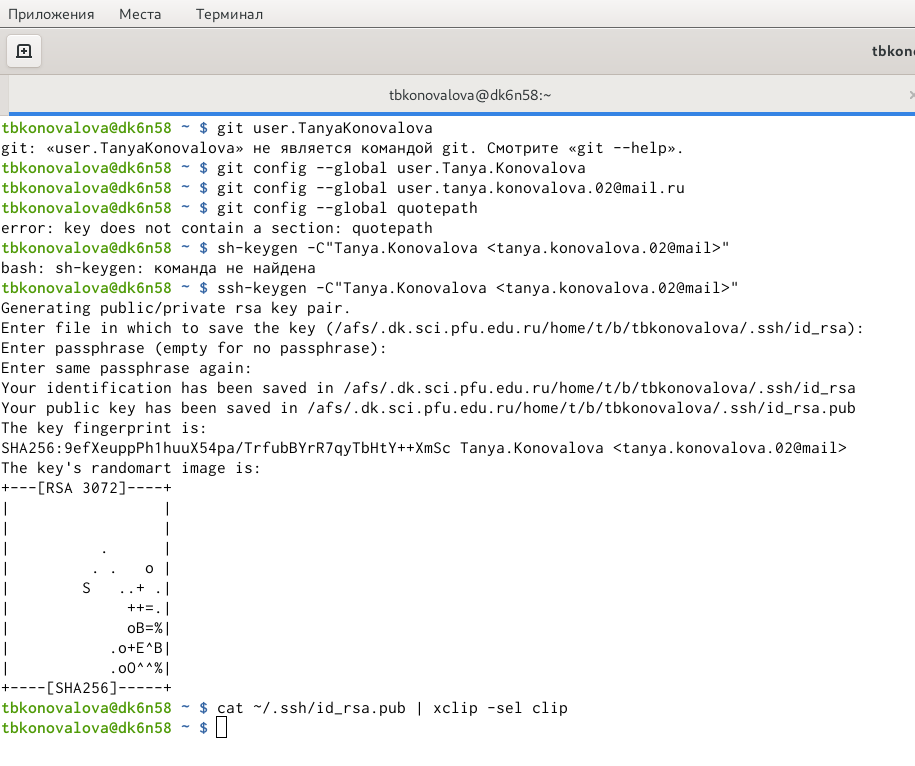 Приложения Места Терминал
tbkono
tbkonovalova@dk6n58:~ ×
tbkonovalova@dk6n58 ~ $ git user.TanyaKonovalova
git: «user.TanyaKonovalova» не является командой git. Смотрите «git --help».
tbkonovalova@dk6n58 ~ $ git config --global user.Tanya.Konovalova
tbkonovalova@dk6n58 ~ $ git config --global user.tanya.konovalova.02@mail.ru
tbkonovalova@dk6n58 ~ $ git config --global quotepath
error: key does not contain a section: quotepath
tbkonovalova@dk6n58 ~ $ sh-keygen -C"Tanya.Konovalova <tanya.konovalova.02@mail>"
bash: sh-keygen: команда не найдена
tbkonovalova@dk6n58 ~ $ ssh-keygen -C"Tanya.Konovalova <tanya.konovalova.02@mail>"
Generating public/private rsa key pair.
Enter file in which to save the key (/afs/.dk.sci.pfu.edu.ru/home/t/b/tbkonovalova/.ssh/id_rsa):
Enter passphrase (empty for no passphrase):
Enter same passphrase again:
Your identification has been saved in /afs/.dk.sci.pfu.edu.ru/home/t/b/tbkonovalova/.ssh/id_rsa
Your public key has been saved in /afs/.dk.sci.pfu.edu.ru/home/t/b/tbkonovalova/.ssh/id_rsa.pub
The key fingerprint is:
SHA256:9efXeuppPh1huuX54pa/TrfubBYrR7qyTbHtY++XmSc Tanya.Konovalova <tanya.konovalova.02@mail>
The key's randomart image is:
+---[RSA 3072]----+
|                 |
|                 |
|          .      |
|         . .   o |
|        S   ..+ .|
|             ++=.|
|             oB=%|
|           .o+E^B|
|           .oO^^%|
+----[SHA256]-----+
tbkonovalova@dk6n58 ~ $ cat ~/.ssh/id_rsa.pub | xclip -sel clip
tbkonovalova@dk6n58 ~ $